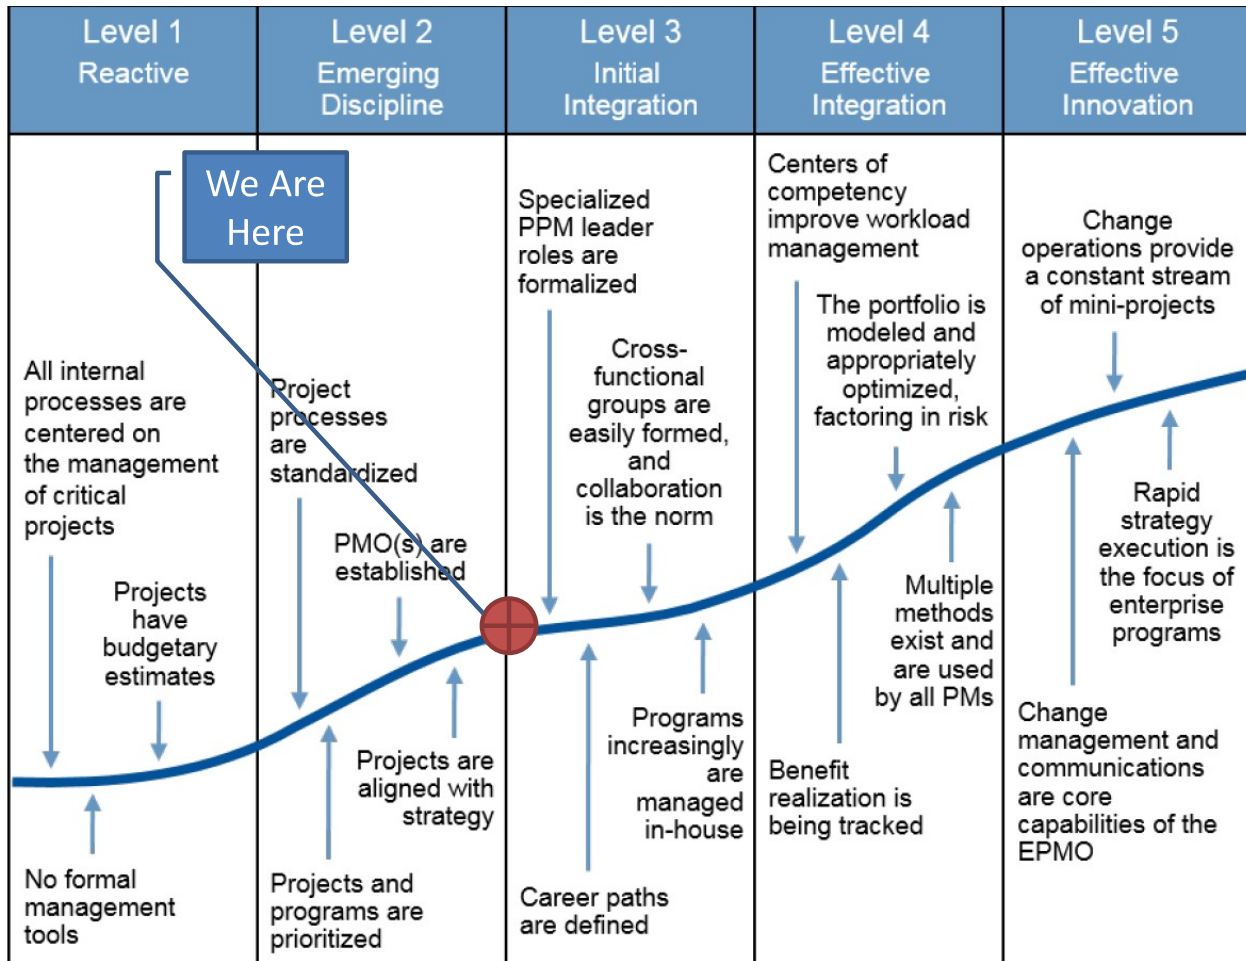 Level 1
Reactive
Level 2
Emerging
Discipline
Level 3
Initial
Integration
Level 4
Effective
Integration
Level 5
Effective
Innovation
We Are
Here
All internal
processes are
centered on
the management
of critical
projects
Projects
have
budgetary
estimates
No formal
management
tools
Project
processes
are
standardized
PMO(s) are
established
Projects are
aligned with
strategy
Projects and
programs are
prioritized
Specialized
PPM leader
roles are
formalized
Cross-
functional
groups are
easily formed,
and
collaboration
is the norm
Programs
increasingly
are
managed
in-house
Career paths
are defined
Centers of
competency
improve workload
management
The portfolio is
modeled and
appropriately
optimized,
factoring in risk
Multiple
methods
exist and
are used
by all PMs
Benefit
realization is
being tracked
Change
operations provide
a constant stream
of mini-projects
Rapid
strategy
execution is
the focus of
enterprise
programs
Change
management and
communications
are core
capabilities of the
EPMO